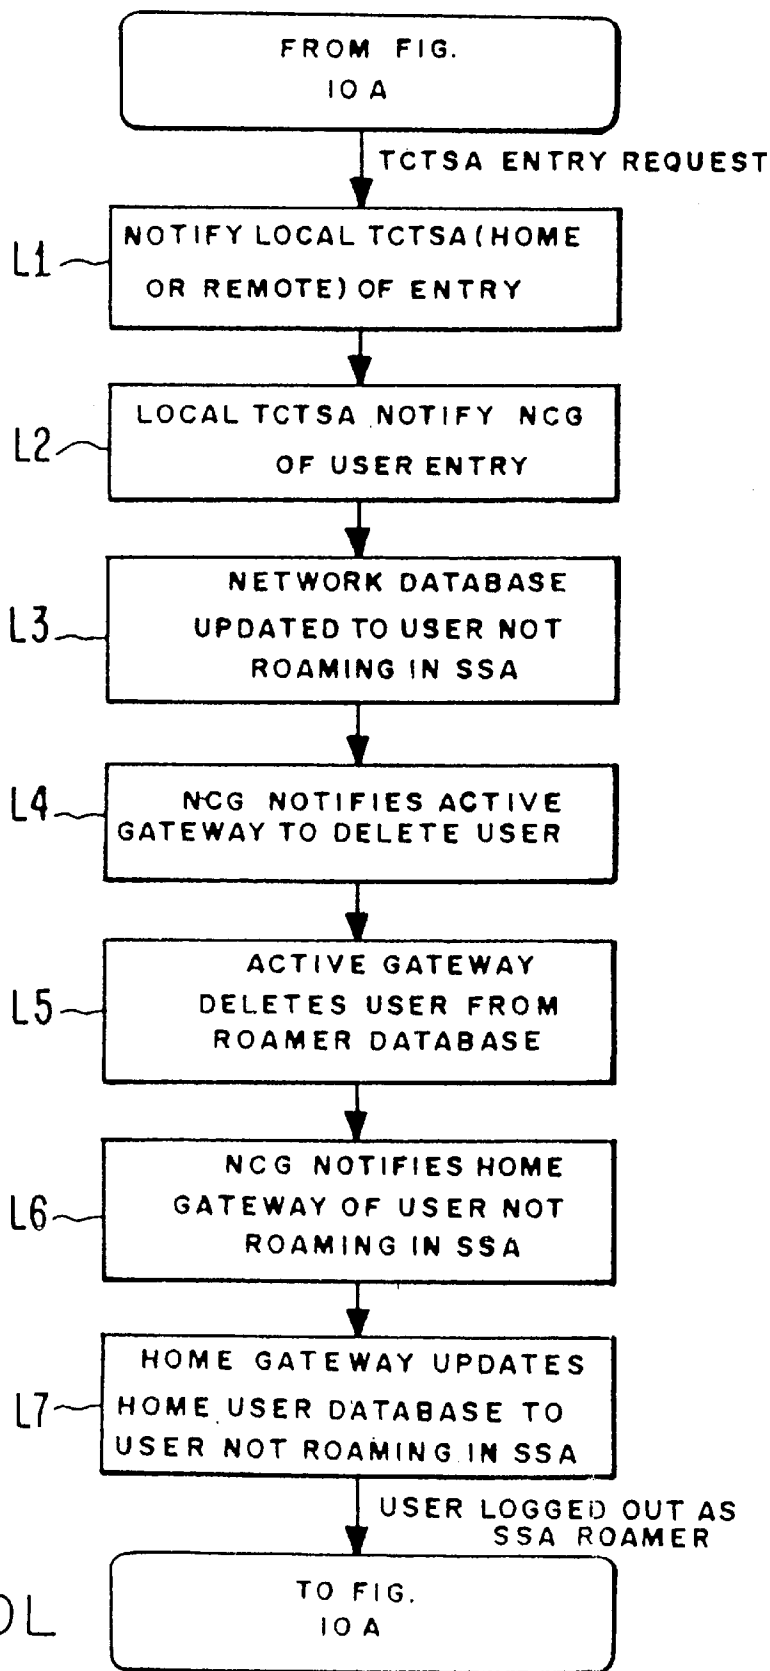 FROM FIG.
10 A
TCTSA ENTRY REQUEST
L1
NOTIFY LOCAL TCTSA (HOME
OR REMOTE) OF ENTRY
L2
LOCAL TCTSA NOTIFY NCG
OF USER ENTRY
L3
NETWORK DATABASE
UPDATED TO USER NOT
ROAMING IN SSA
L4
NCG NOTIFIES ACTIVE
GATEWAY TO DELETE USER
L5
ACTIVE GATEWAY
DELETES USER FROM
ROAMER DATABASE
L6
NCG NOTIFIES HOME
GATEWAY OF USER NOT
ROAMING IN SSA
L7
HOME GATEWAY UPDATES
HOME USER DATABASE TO
USER NOT ROAMING IN SSA
USER LOGGED OUT AS
SSA ROAMER
TO FIG.
10 A